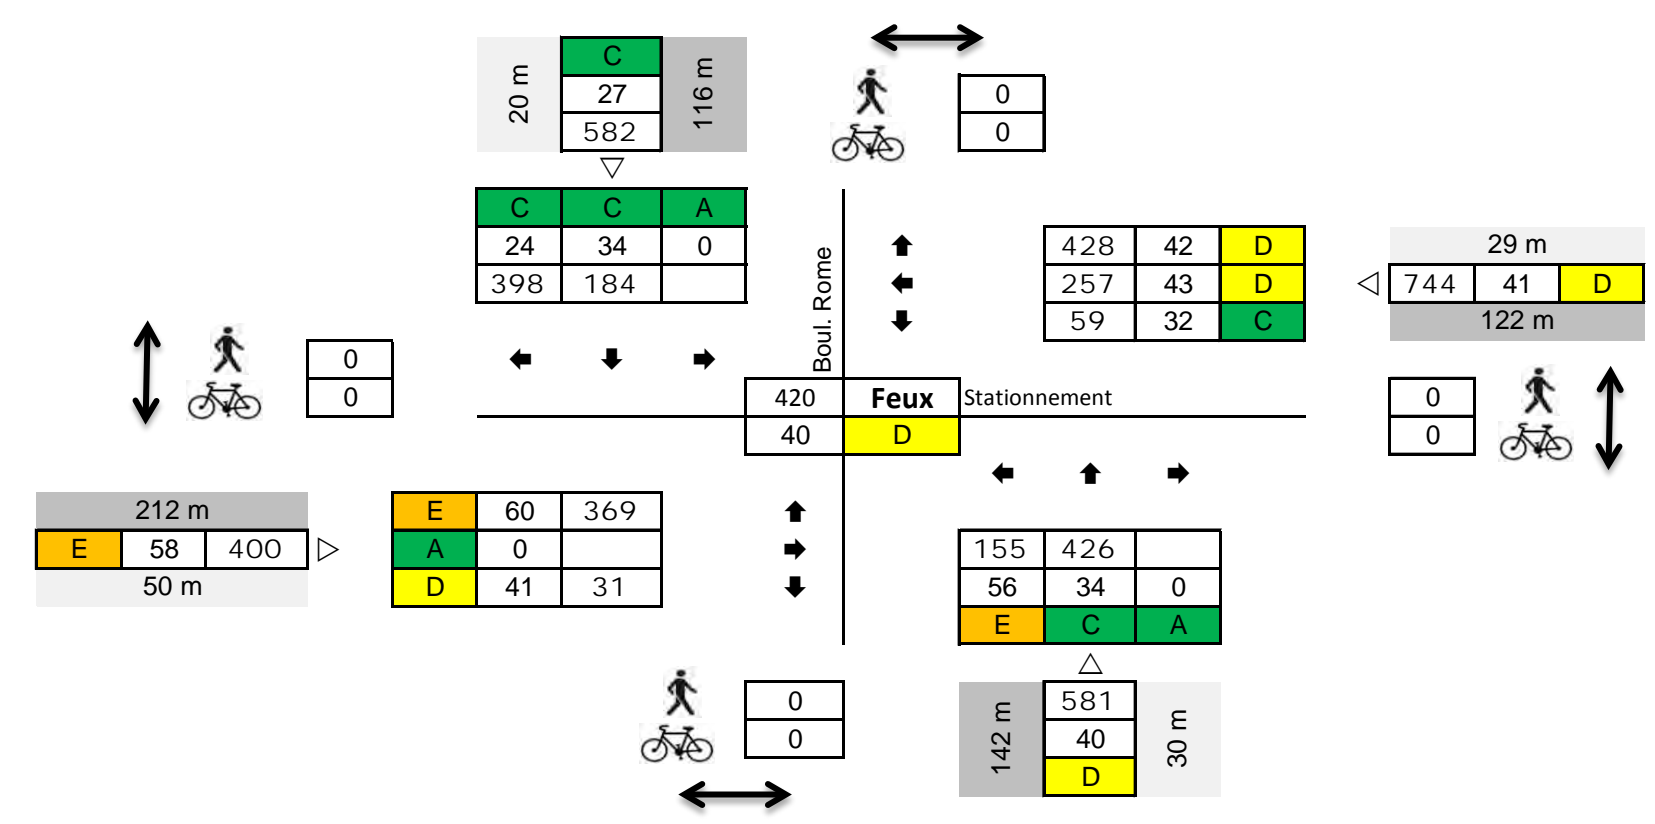 C
27
582
20 m
116 m
0
0
C C A
24 34 0
398 184
Boul. Rome
428 42 D
257 43 D
59 32 C
29 m
744 41 D
122 m
0
0
420 Feux Stationnement
40 D
0
0
212 m
E 58 400
50 m
E 60 369
A 0
D 41 31
155 426
56 34 0
E C A
0
0
142 m
581
40
D
30 m